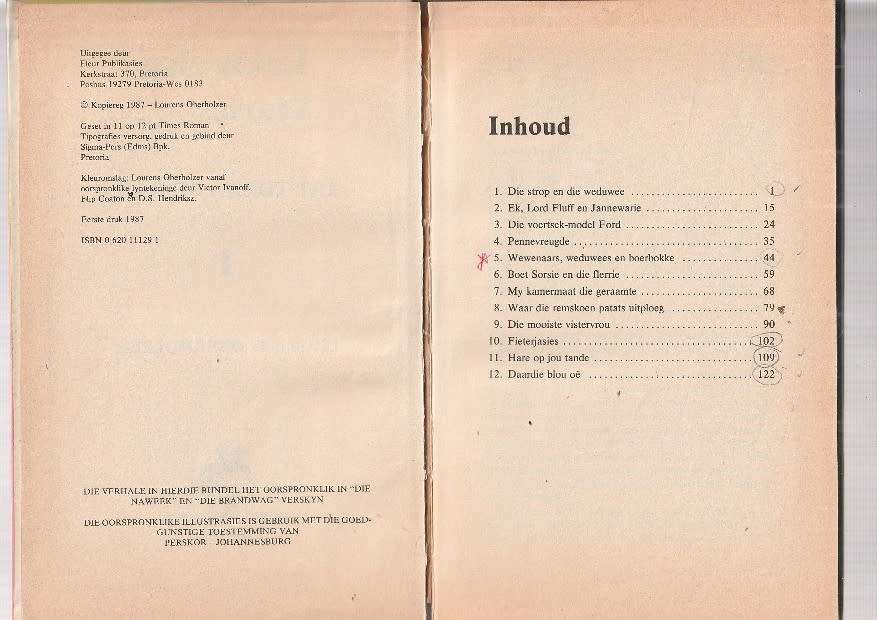 Uitgegee deur
Fleur Publikasies
Kerkstraat 370, Pretoria
Posbus 19279 Pretoria-Wes 0183
© Kopiereg 1987 – Lourens Oberholzer
Geset in 11 op 12 pt Times Roman
Tipografies versorg, gedruk en gebind deur
Sigma-Pers (Edms) Bpk.
Pretoria
Kleuromslag: Lourens Oberholzer vanaf
oorspronklike lyntekeninge deur Victor Ivanoff,
Flip Coaton en D.S. Hendriksz.
Eerste druk 1987
ISBN 0 620 11129 1
DIE VERHALE IN HIERDIE BUNDEL HET OORSPRONKLIK IN "DIE
NAWEEK" EN "DIE BRANDWAG" VERSKYN
DIE OORSPRONKLIKE ILLUSTRASIES IS GEBRUIK MET DIE GOED-
GUNSTIGE TOESTEMMING VAN
PERSKOR – JOHANNESBURG
Inhoud
1. Die strop en die weduwee ........................ 1
2. Ek, Lord Fluff en Jannewarie ..................... 15
3. Die voertsek-model Ford ......................... 24
4. Pennevreugde ................................... 35
5. Wewenaars, weduwees en boerbokke .............. 44
6. Boet Sorsie en die flerrie ......................... 59
7. My kamermaat die geraamte ...................... 68
8. Waar die remskoen patats uitploeg ................ 79
9. Die mooiste vistervrou ........................... 90
10. Fieterjasies .................................... 102
11. Hare op jou tande .............................. 109
12. Daardie blou oë ............................... 122